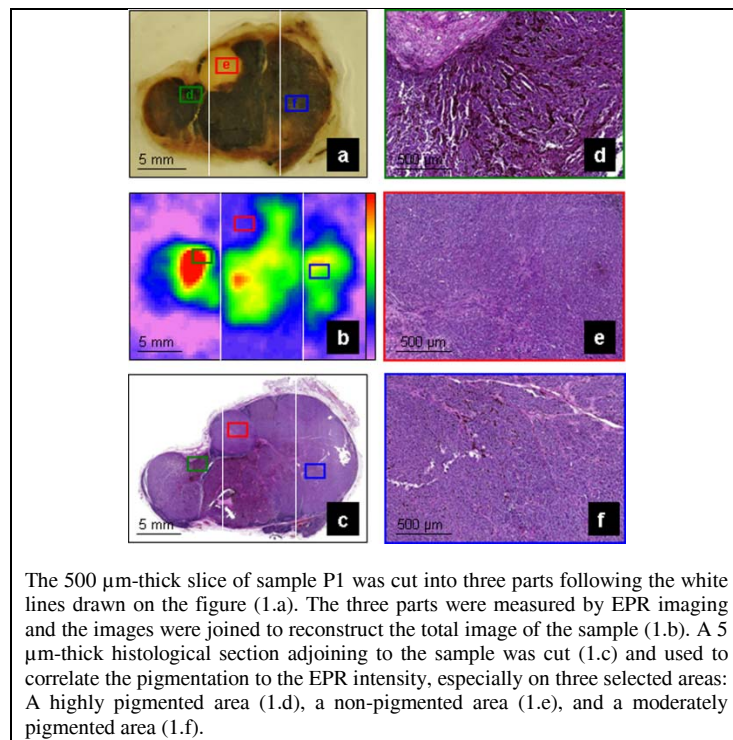 d
e
f
5 mm
a
500 µm
d
5 mm
b
e
500 µm
5 mm
c
500 µm
f
The 500 µm-thick slice of sample P1 was cut into three parts following the white
lines drawn on the figure (1.a). The three parts were measured by EPR imaging
and the images were joined to reconstruct the total image of the sample (1.b). A 5
µm-thick histological section adjoining to the sample was cut (1.c) and used to
correlate the pigmentation to the EPR intensity, especially on three selected areas:
A highly pigmented area (1.d), a non-pigmented area (1.e), and a moderately
pigmented area (1.f).